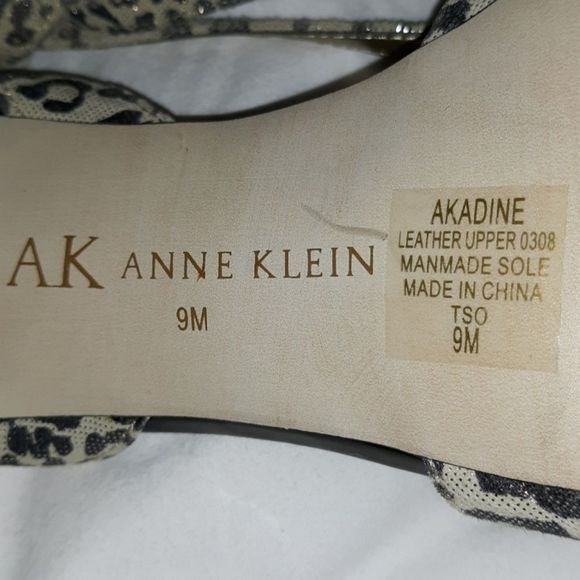 AK ANNE KLEIN
9M
AKADINE
LEATHER UPPER 0308
MANMADE SOLE
MADE IN CHINA
TSO
9M